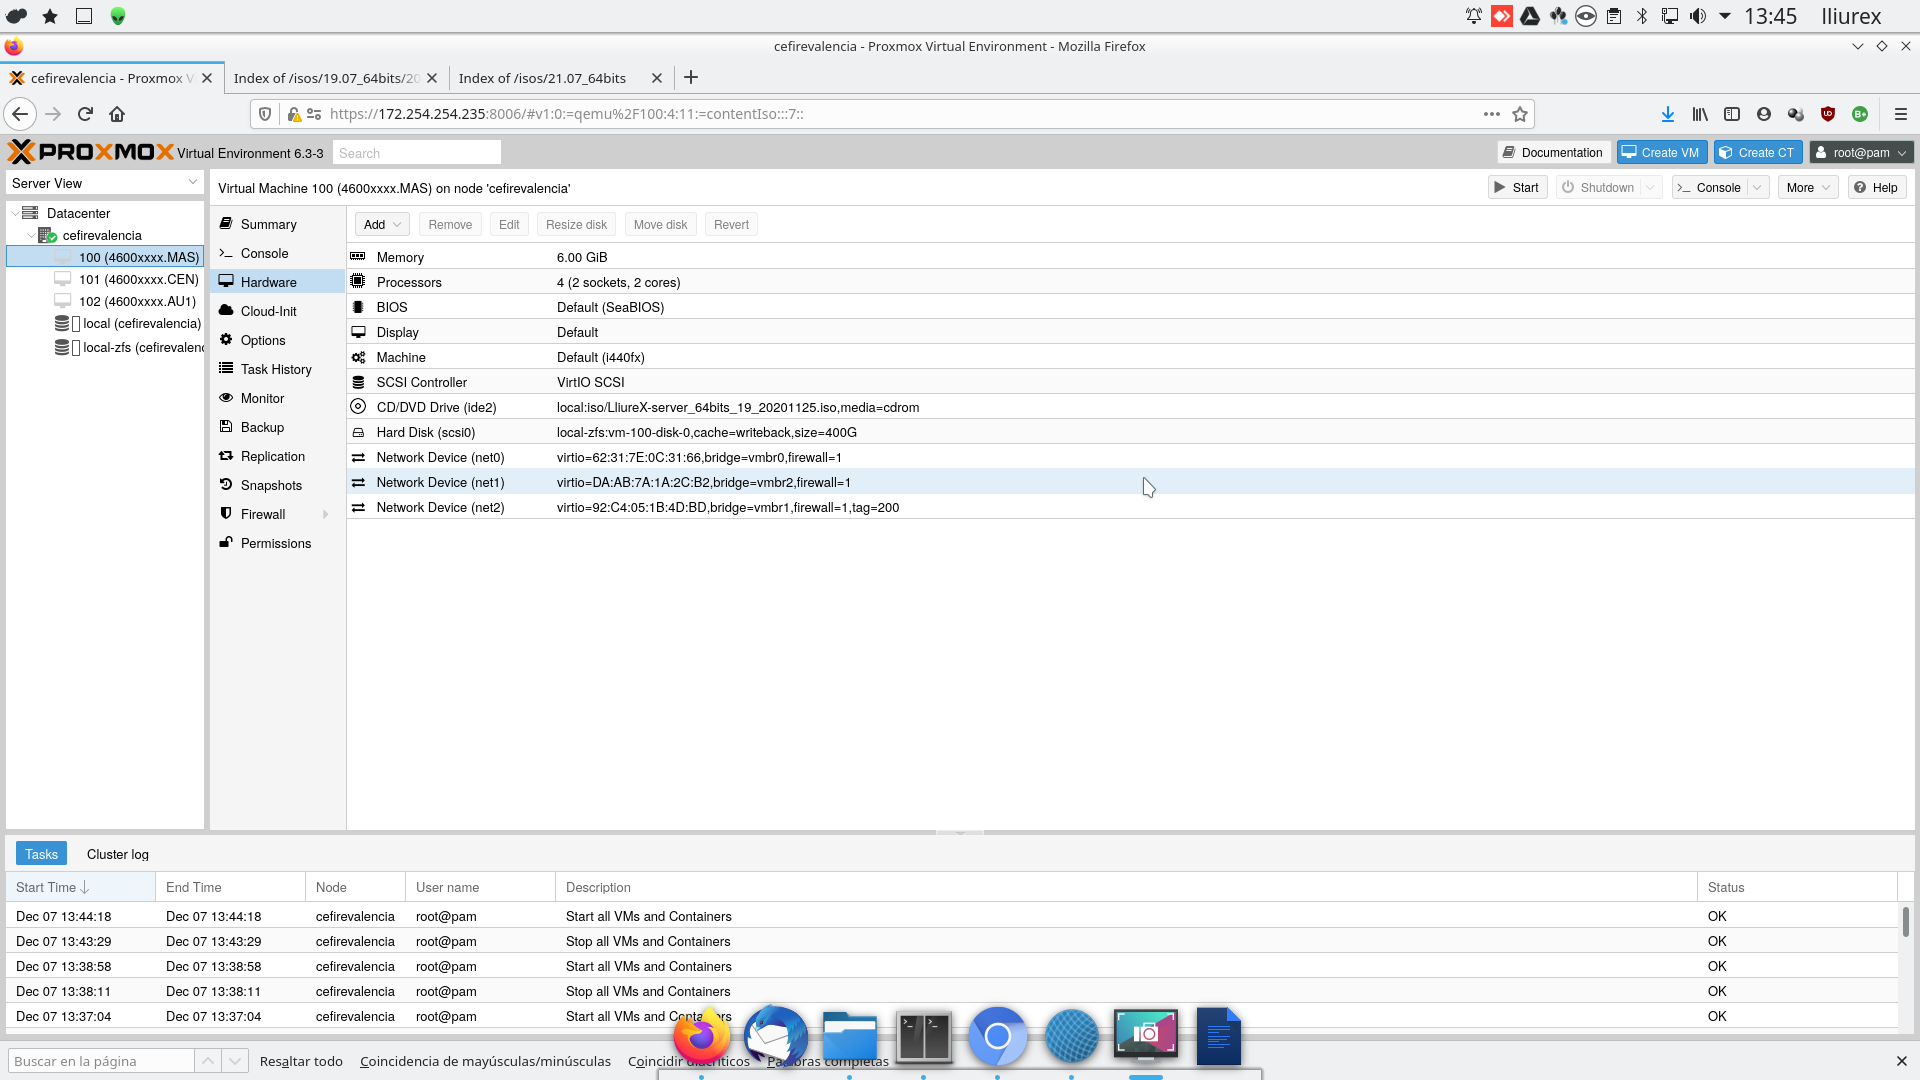 13:45 lliurex
cefirevalencia - Proxmox Virtual Environment - Mozilla Firefox
cefirevalencia - Proxmox V
Index of /isos/19.07_64bits/20
Index of /isos/21.07_64bits
https://172.254.254.235:8006/#v1:0:=qemu%2F100:4:11:=contentIso:::7::
PROXMOX Virtual Environment 6.3-3 Search Documentation Create VM Create CT root@pam
Server View
Virtual Machine 100 (4600xxxx.MAS) on node 'cefirevalencia' Start Shutdown Console More Help
Datacenter
cefirevalencia
100 (4600xxxx.MAS)
101 (4600xxxx.CEN)
102 (4600xxxx.AU1)
local (cefirevalencia)
local-zfs (cefirevalenc
Summary
Console
Hardware
Cloud-Init
Options
Task History
Monitor
Backup
Replication
Snapshots
Firewall
Permissions
Add Remove Edit Resize disk Move disk Revert
Memory 6.00 GiB
Processors 4 (2 sockets, 2 cores)
BIOS Default (SeaBIOS)
Display Default
Machine Default (i440fx)
SCSI Controller VirtIO SCSI
CD/DVD Drive (ide2) local:iso/LliureX-server_64bits_19_20201125.iso,media=cdrom
Hard Disk (scsi0) local-zfs:vm-100-disk-0,cache=writeback,size=400G
Network Device (net0) virtio=62:31:7E:0C:31:66,bridge=vmbr0,firewall=1
Network Device (net1) virtio=DA:AB:7A:1A:2C:B2,bridge=vmbr2,firewall=1
Network Device (net2) virtio=92:C4:05:1B:4D:BD,bridge=vmbr1,firewall=1,tag=200
Tasks Cluster log
Start Time End Time Node User name Description Status
Dec 07 13:44:18 Dec 07 13:44:18 cefirevalencia root@pam Start all VMs and Containers OK
Dec 07 13:43:29 Dec 07 13:43:29 cefirevalencia root@pam Stop all VMs and Containers OK
Dec 07 13:38:58 Dec 07 13:38:58 cefirevalencia root@pam Start all VMs and Containers OK
Dec 07 13:38:11 Dec 07 13:38:11 cefirevalencia root@pam Stop all VMs and Containers OK
Dec 07 13:37:04 Dec 07 13:37:04 cefirevalencia root@pam Start all VMs and Containers OK
Buscar en la página Resaltar todo Coincidencia de mayúsculas/minúsculas Coincidir diacríticos Palabras completas